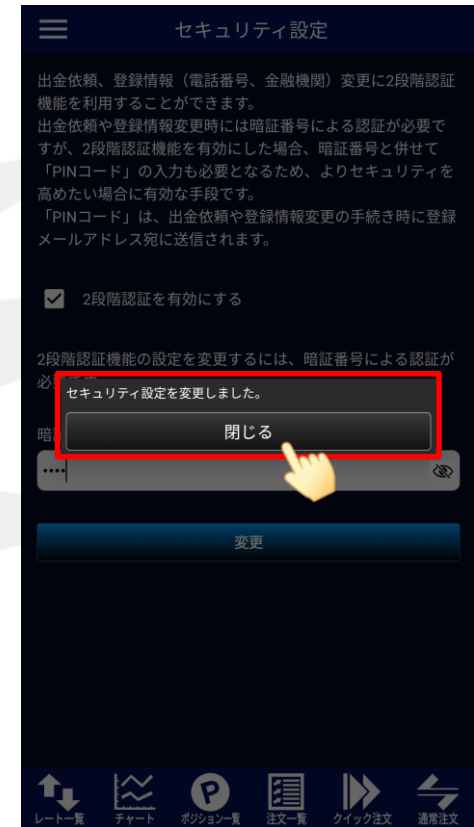 セキュリティ設定
出金依頼、登録情報（電話番号、金融機関）変更に2段階認証
機能を利用することができます。
出金依頼や登録情報変更時には暗証番号による認証が必要で
すが、2段階認証機能を有効にした場合、暗証番号と併せて
「PINコード」の入力も必要となるため、よりセキュリティを
高めたい場合に有効な手段です。
「PINコード」は、出金依頼や登録情報変更の手続き時に登録
メールアドレス宛に送信されます。
2段階認証を有効にする
2段階認証機能の設定を変更するには、暗証番号による認証が
必
セキュリティ設定を変更しました。
閉じる
暗
••••
変更
レート一覧
チャート
ポジション一覧
注文一覧
クイック注文
通常注文